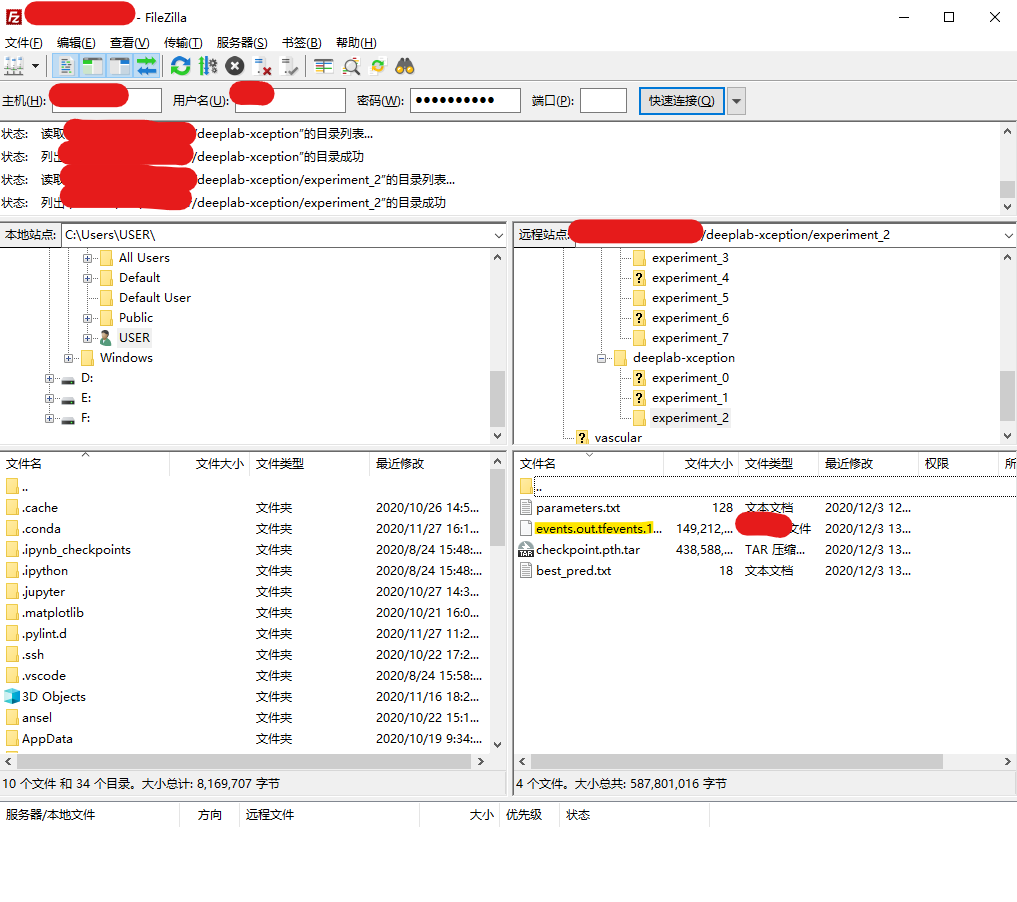 - FileZilla
文件(F) 编辑(E) 查看(V) 传输(T) 服务器(S) 书签(B) 帮助(H)
主机(H): 用户名(U): 密码(W): ●●●●●●●●●● 端口(P): 快速连接(Q)
状态: 读取 /deeplab-xception"的目录列表...
状态: 列出 /deeplab-xception"的目录成功
状态: 读取 deeplab-xception/experiment_2"的目录列表...
状态: 列出 /deeplab-xception/experiment_2"的目录成功
本地站点: C:\Users\USER\
All Users
Default
Default User
Public
USER
Windows
D:
E:
F:
远程站点: /deeplab-xception/experiment_2
experiment_3
experiment_4
experiment_5
experiment_6
experiment_7
deeplab-xception
experiment_0
experiment_1
experiment_2
vascular
文件名 文件大小 文件类型 最近修改
..
.cache 文件夹 2020/10/26 14:5...
.conda 文件夹 2020/11/27 16:1...
.ipynb_checkpoints 文件夹 2020/8/24 15:48:...
.ipython 文件夹 2020/8/24 15:48:...
.jupyter 文件夹 2020/10/27 14:3...
.matplotlib 文件夹 2020/10/21 16:0...
.pylint.d 文件夹 2020/11/27 11:2...
.ssh 文件夹 2020/10/22 17:2...
.vscode 文件夹 2020/8/24 15:58:...
3D Objects 文件夹 2020/11/16 18:2...
ansel 文件夹 2020/10/22 15:1...
AppData 文件夹 2020/10/19 9:34:...
10 个文件 和 34 个目录。大小总计: 8,169,707 字节
文件名 文件大小 文件类型 最近修改 权限 所
..
parameters.txt 128 文本文档 2020/12/3 12...
events.out.tfevents.1... 149,212,... 文件 2020/12/3 13...
checkpoint.pth.tar 438,588,... TAR 压缩... 2020/12/3 13...
best_pred.txt 18 文本文档 2020/12/3 13...
4 个文件。大小总共: 587,801,016 字节
服务器/本地文件 方向 远程文件 大小 优先级 状态